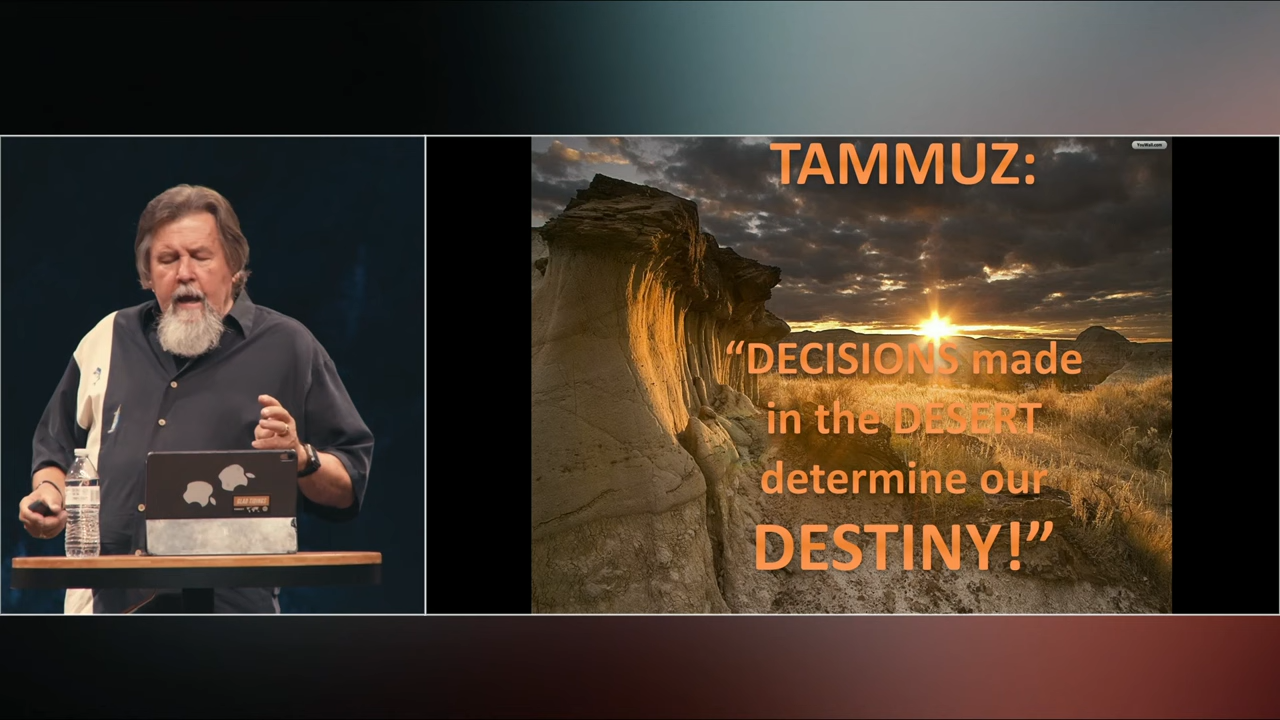 TAMMUZ:
“DECISIONS made
in the DESERT
determine our
DESTINY!”